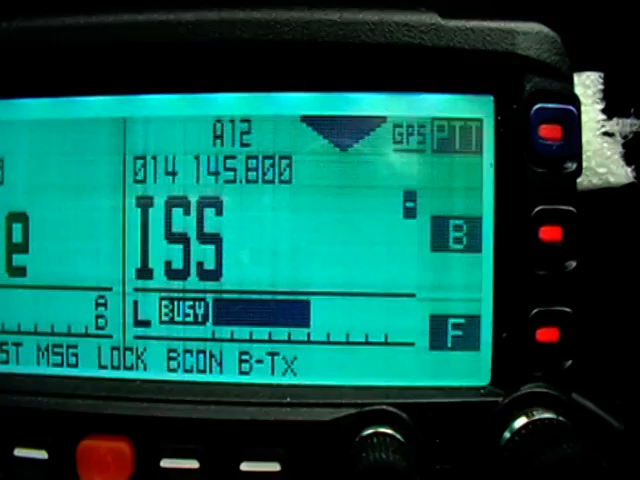 A12
GPS PTT
014 145.800
e ISS
B
A
D
L BUSY
F
ST MSG LOCK BCON B-Tx